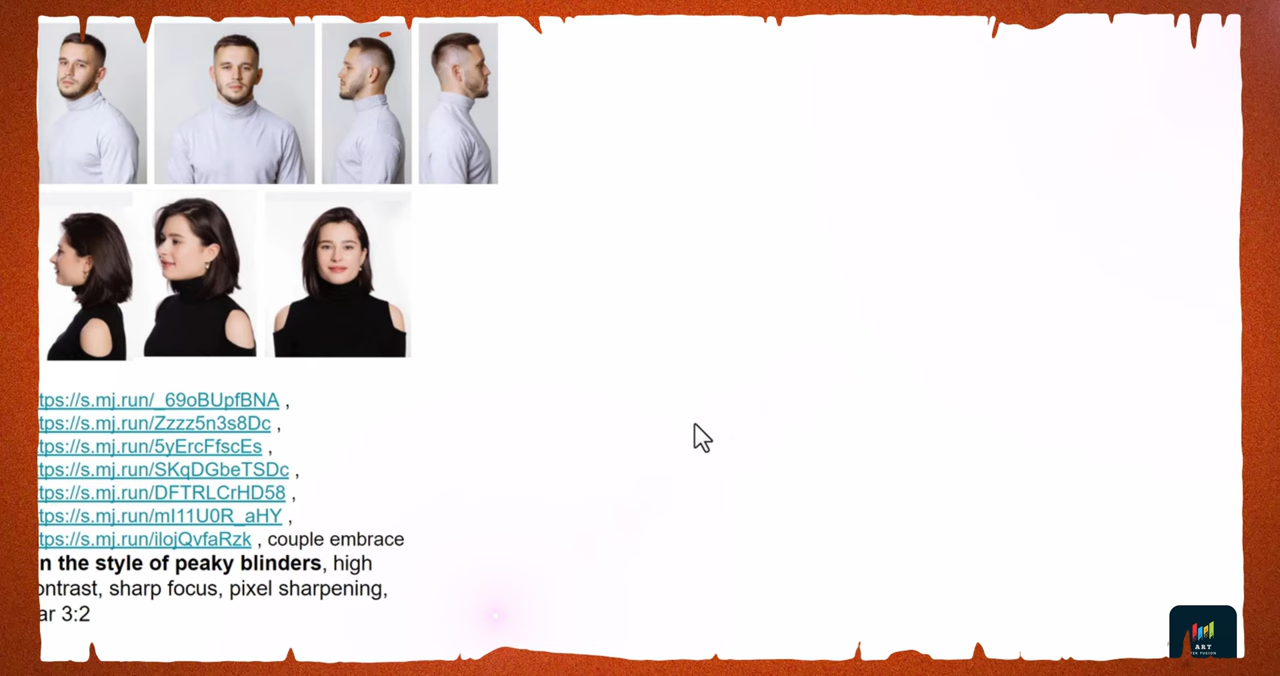 tps://s.mj.run/_69oBUpfBNA ,
tps://s.mj.run/Zzzz5n3s8Dc ,
tps://s.mj.run/5yErcFfscEs ,
tps://s.mj.run/SKqDGbeTSDc ,
tps://s.mj.run/DFTRLCrHD58 ,
tps://s.mj.run/mI11U0R_aHY ,
tps://s.mj.run/ilojQvfaRzk , couple embrace
n the style of peaky blinders, high
ontrast, sharp focus, pixel sharpening,
ar 3:2
ART